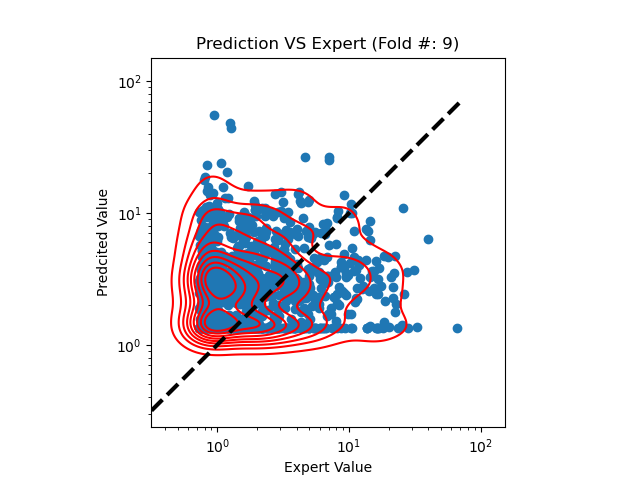 Prediction VS Expert (Fold #: 9)
10²
10¹
10⁰
Predcited Value
10⁰ 10¹ 10²
Expert Value